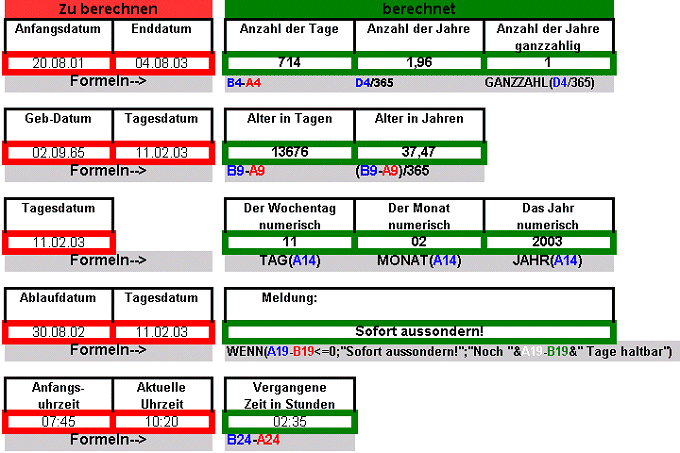 Zu berechnen berechnet
Anfangsdatum Enddatum Anzahl der Tage Anzahl der Jahre Anzahl der Jahre
ganzzahlig
20.08.01 04.08.03 714 1,96 1
Formeln--> B4-A4 D4/365 GANZZAHL(D4/365)
Geb-Datum Tagesdatum Alter in Tagen Alter in Jahren
02.09.65 11.02.03 13676 37,47
Formeln--> B9-A9 (B9-A9)/365
Tagesdatum Der Wochentag Der Monat Das Jahr
numerisch numerisch numerisch
11.02.03 11 02 2003
Formeln--> TAG(A14) MONAT(A14) JAHR(A14)
Ablaufdatum Tagesdatum Meldung:
30.08.02 11.02.03 Sofort aussondern!
Formeln--> WENN(A19-B19<=0;"Sofort aussondern!";"Noch "&A19-B19&" Tage haltbar")
Anfangs- Aktuelle Vergangene
uhrzeit Uhrzeit Zeit in Stunden
07:45 10:20 02:35
Formeln--> B24-A24